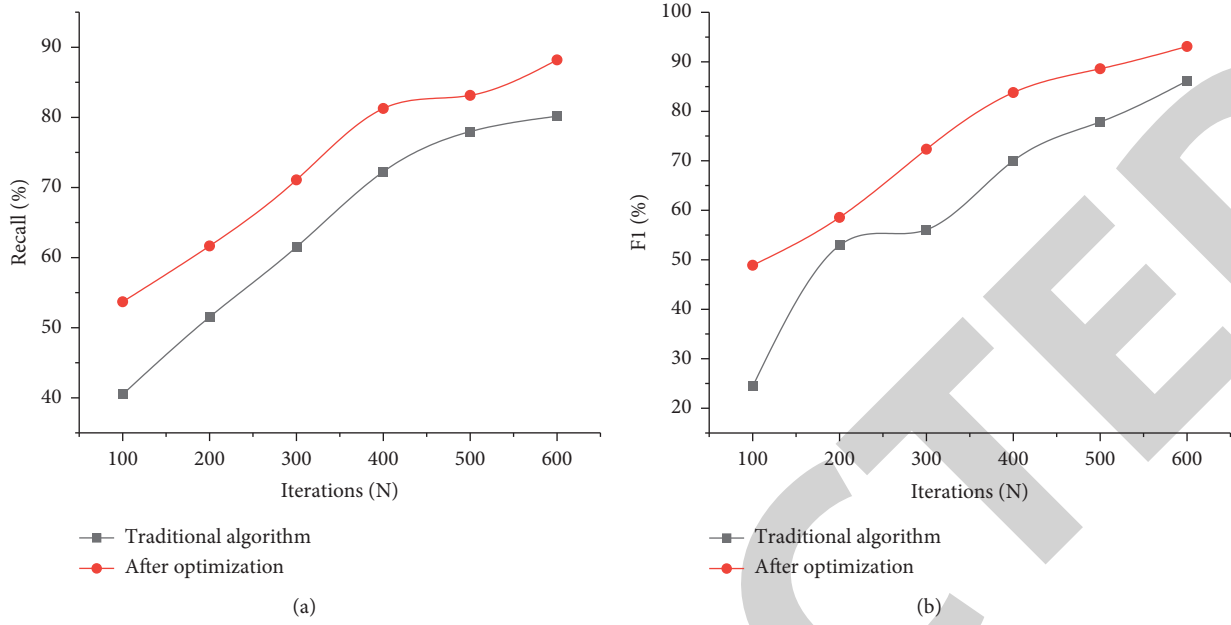 90
80
70
60
50
40
Recall (%)
100 200 300 400 500 600
Iterations (N)
Traditional algorithm
After optimization
(a)
100
90
80
70
60
50
40
30
20
F1 (%)
100 200 300 400 500 600
Iterations (N)
Traditional algorithm
After optimization
(b)
CTED